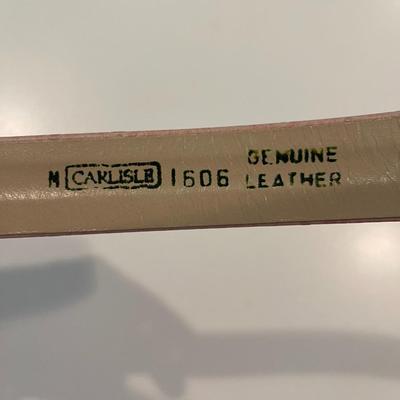 M CARLISLE 1606 GENUINE
LEATHER